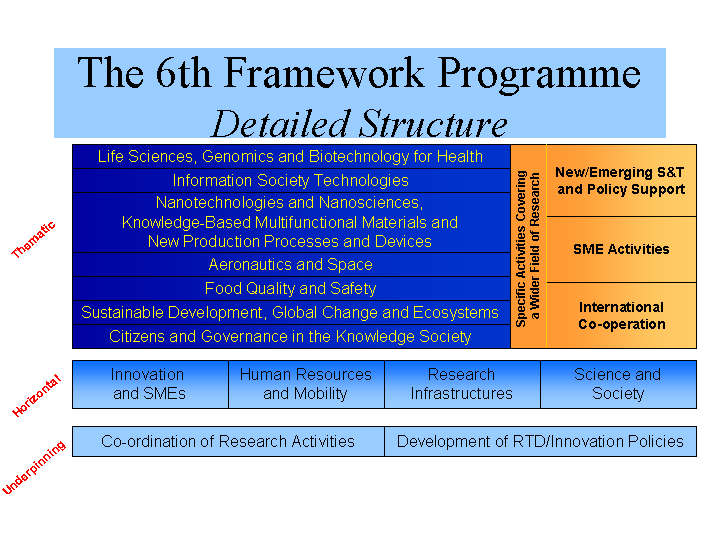 The 6th Framework Programme
Detailed Structure
Thematic
Life Sciences, Genomics and Biotechnology for Health
Information Society Technologies
Nanotechnologies and Nanosciences,
Knowledge-Based Multifunctional Materials and
New Production Processes and Devices
Aeronautics and Space
Food Quality and Safety
Sustainable Development, Global Change and Ecosystems
Citizens and Governance in the Knowledge Society
Specific Activities Covering
a Wider Field of Research
New/Emerging S&T
and Policy Support
SME Activities
International
Co-operation
Horizontal
Innovation
and SMEs
Human Resources
and Mobility
Research
Infrastructures
Science and
Society
Underpinning
Co-ordination of Research Activities
Development of RTD/Innovation Policies